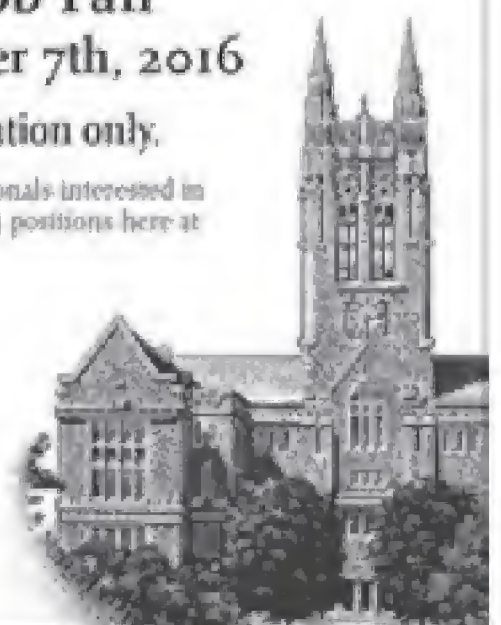 er 7th, 2016
ation only.
onals interested in
positions here at